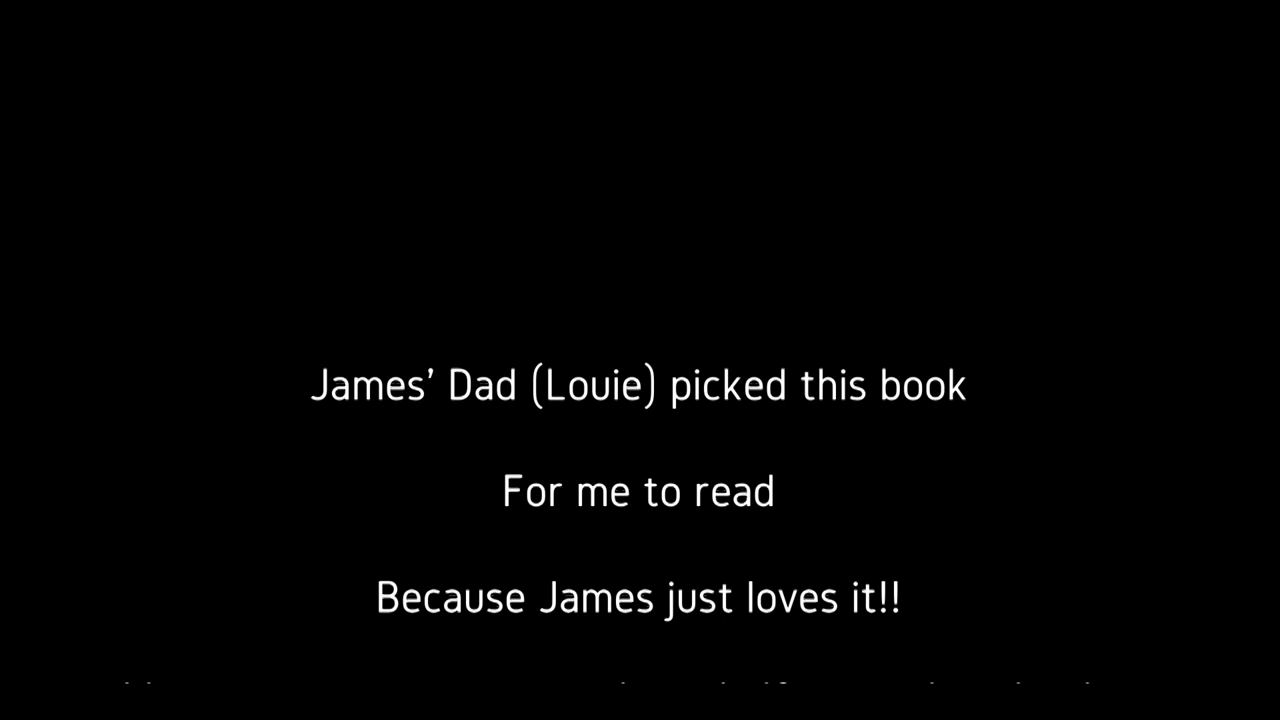 James’ Dad (Louie) picked this book
For me to read
Because James just loves it!!